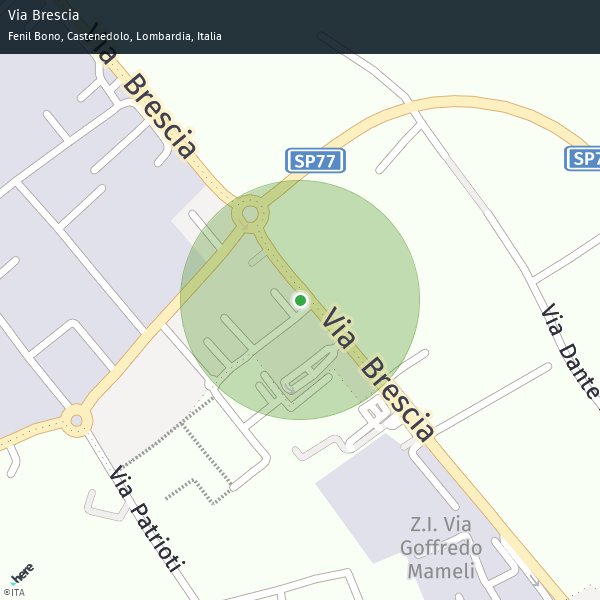 Via Brescia
Fenil Bono, Castenedolo, Lombardia, Italia
Via Brescia
SP77
SP7
Via Brescia
Via Dante
Via Patrioti
Z.I. Via
Goffredo
Mameli
here
©ITA